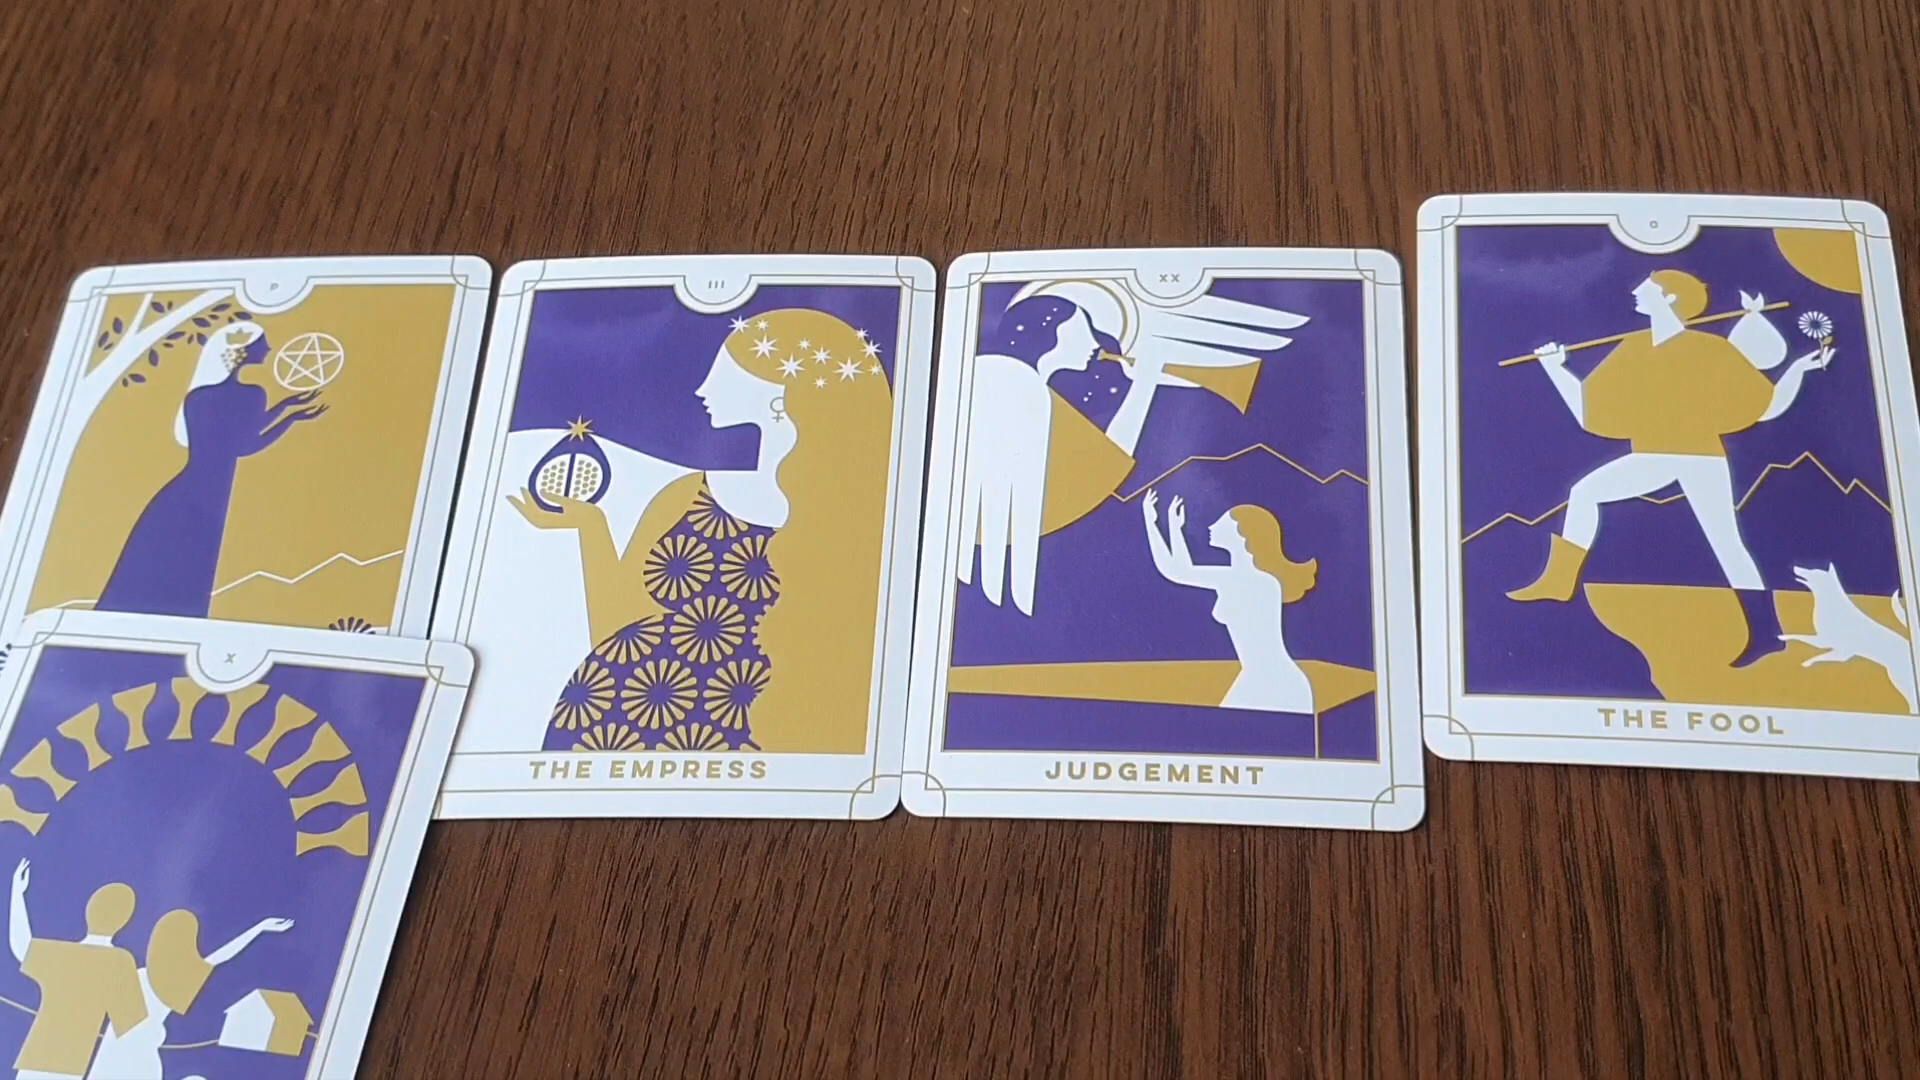 P
III
XX
0
THE FOOL
X
THE EMPRESS
JUDGEMENT